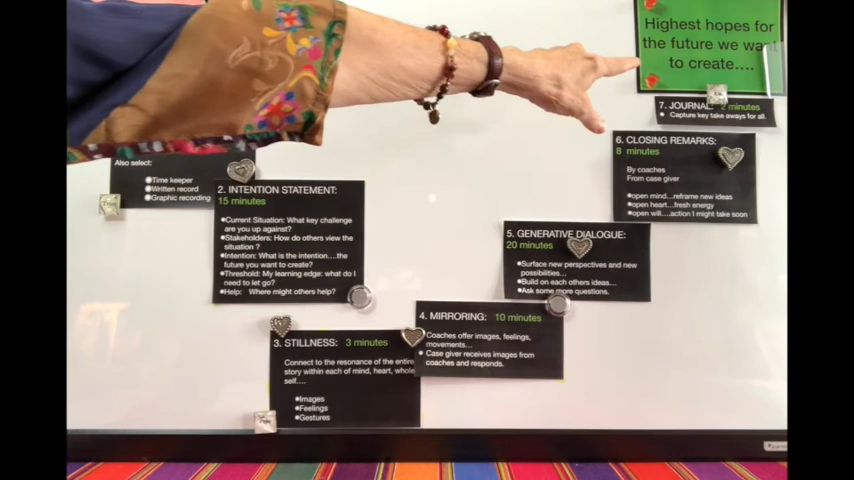 Highest hopes for
the future we want
to create....
7. JOURNAL: 2 minutes
Capture key take aways for all.
6. CLOSING REMARKS:
8 minutes
By coaches
From case giver
open mind...reframe new ideas
open heart...fresh energy
open will....action I might take soon
Also select:
Time keeper
Written record
Graphic recording
2. INTENTION STATEMENT:
15 minutes
Current Situation: What key challenge
are you up against?
Stakeholders: How do others view the
situation ?
Intention: What is the intention....the
future you want to create?
Threshold: My learning edge: what do I
need to let go?
Help: Where might others help?
5. GENERATIVE DIALOGUE:
20 minutes
Surface new perspectives and new
possibilities...
Build on each others ideas...
Ask some more questions.
4. MIRRORING: 10 minutes
Coaches offer images, feelings,
movements...
Case giver receives images from
coaches and responds.
3. STILLNESS: 3 minutes
Connect to the resonance of the entire
story within each of mind, heart, whole
self....
Images
Feelings
Gestures